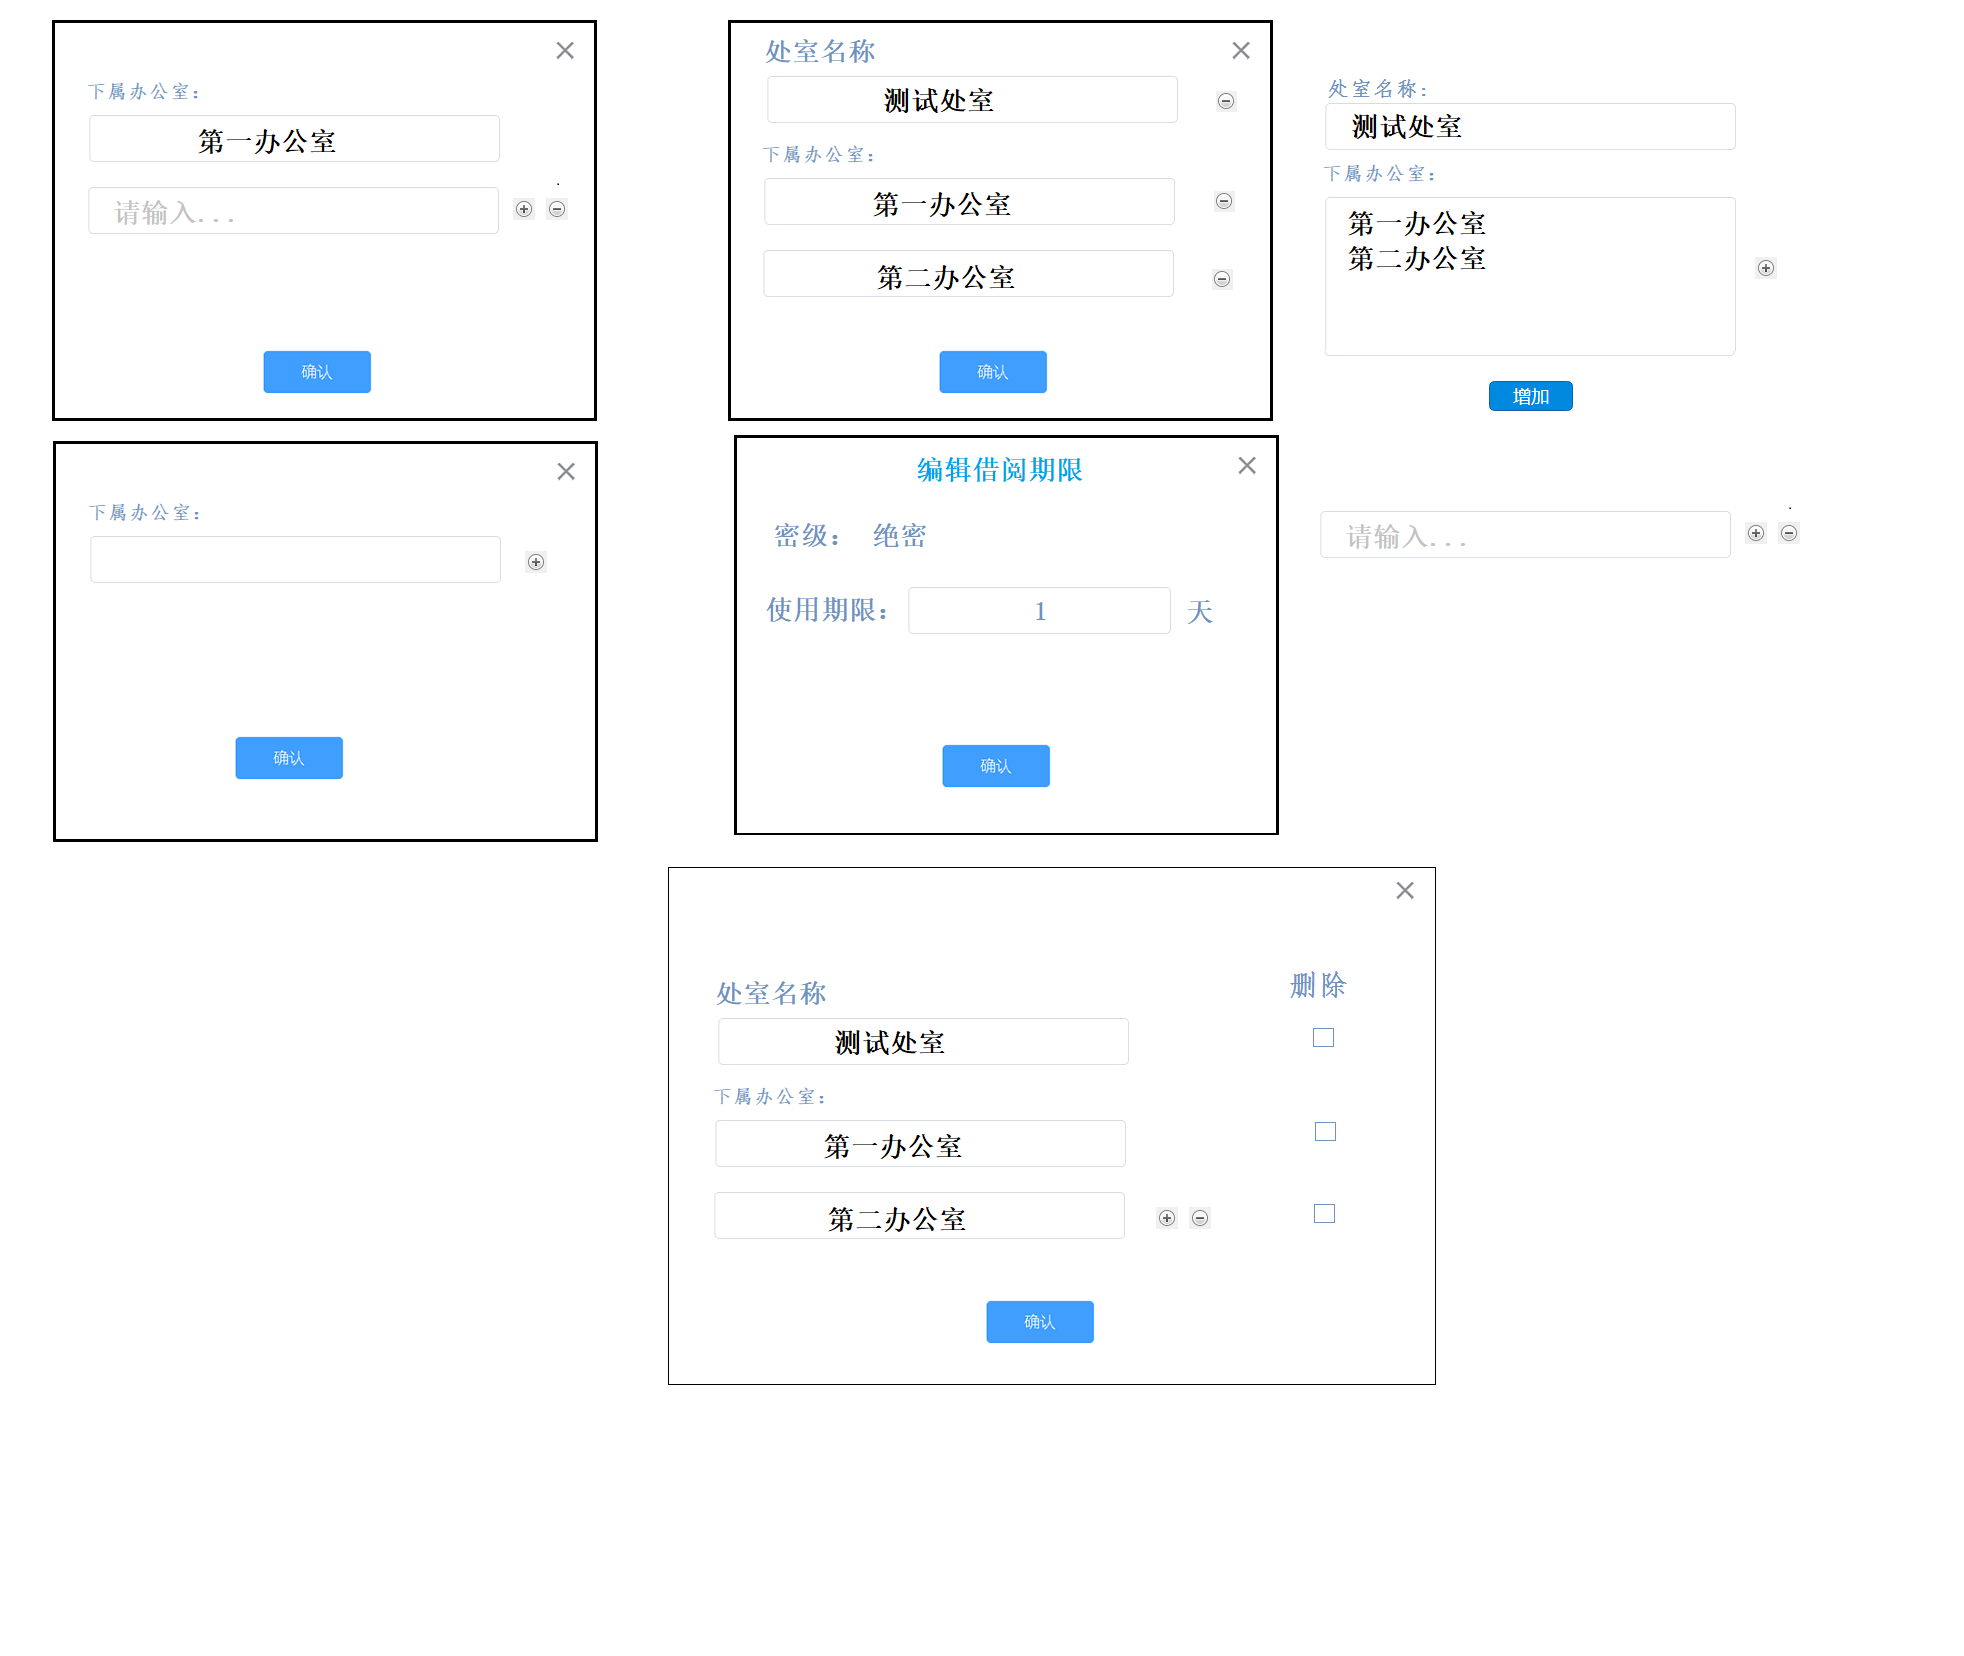 下属办公室：
第一办公室
请输入...
确认
处室名称
测试处室
下属办公室：
第一办公室
第二办公室
确认
处室名称：
测试处室
下属办公室：
第一办公室
第二办公室
增加
下属办公室：
确认
编辑借阅期限
密级： 绝密
使用期限： 1 天
确认
请输入...
处室名称
删除
测试处室
下属办公室：
第一办公室
第二办公室
确认